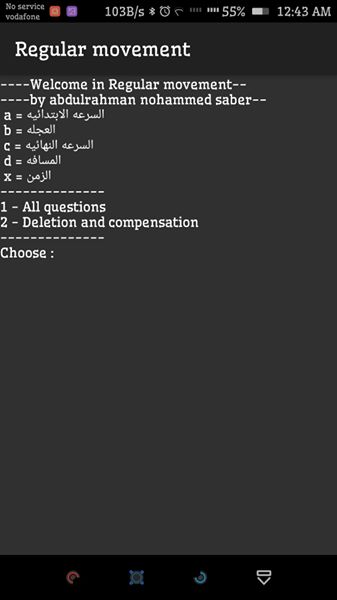 No service
vodafone
103B/s
55%
12:43 AM
Regular movement
----Welcome in Regular movement--
----by abdulrahman nohammed saber--
a = السرعه الابتدائيه
b = العجله
c = السرعه النهائيه
d = المسافه
x = الزمن
--------------
1 - All questions
2 - Deletion and compensation
--------------
Choose :